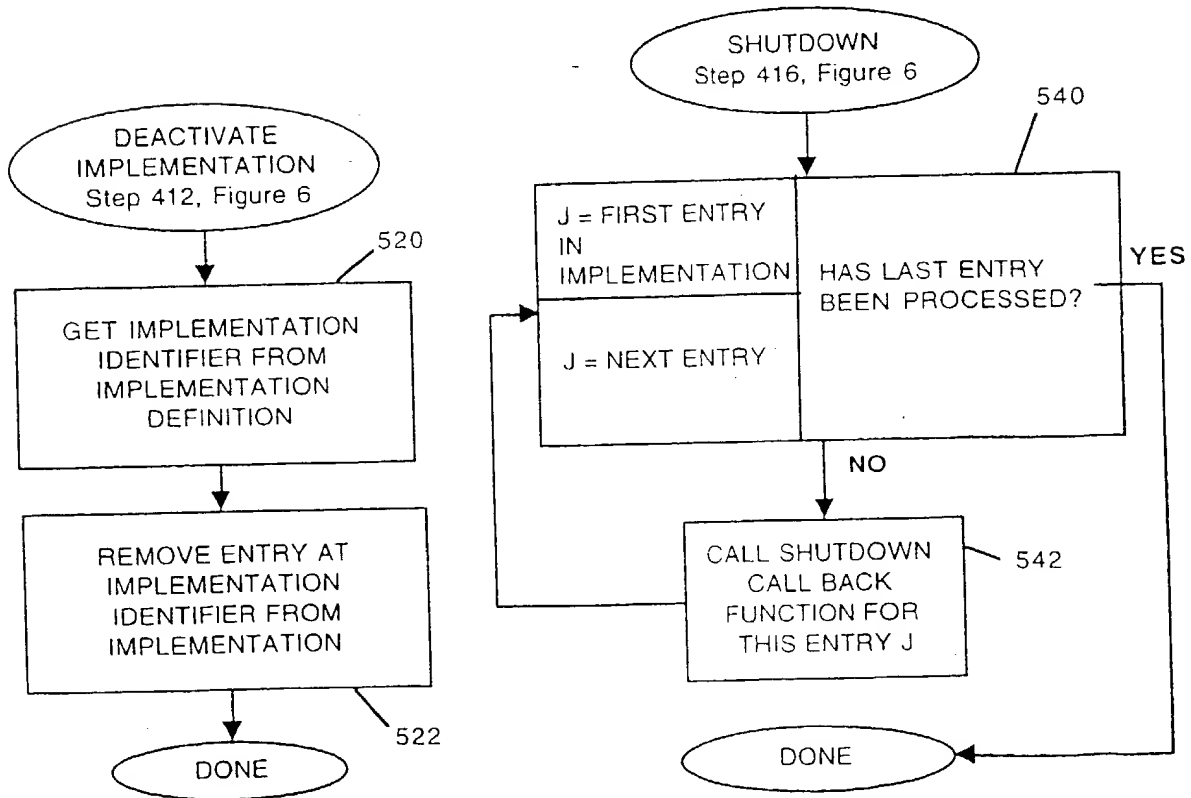 DEACTIVATE
IMPLEMENTATION
Step 412, Figure 6
520
GET IMPLEMENTATION
IDENTIFIER FROM
IMPLEMENTATION
DEFINITION
REMOVE ENTRY AT
IMPLEMENTATION
IDENTIFIER FROM
IMPLEMENTATION
522
DONE
SHUTDOWN
Step 416, Figure 6
540
J = FIRST ENTRY
IN
IMPLEMENTATION
HAS LAST ENTRY
BEEN PROCESSED?
YES
J = NEXT ENTRY
NO
CALL SHUTDOWN
CALL BACK
FUNCTION FOR
THIS ENTRY J
542
DONE